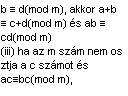 b ≡ d(mod m), akkor a+b
≡ c+d(mod m) és ab ≡
cd(mod m)
(iii) ha az m szám nem os
ztja a c számot és
ac≡bc(mod m),